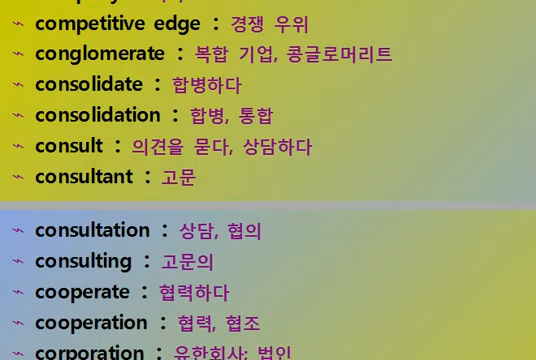 ~ competitive edge : 경쟁 우위
~ conglomerate : 복합 기업, 콩글로머리트
~ consolidate : 합병하다
~ consolidation : 합병, 통합
~ consult : 의견을 묻다, 상담하다
~ consultant : 고문
~ consultation : 상담, 협의
~ consulting : 고문의
~ cooperate : 협력하다
~ cooperation : 협력, 협조
~ corporation : 유한회사; 법인